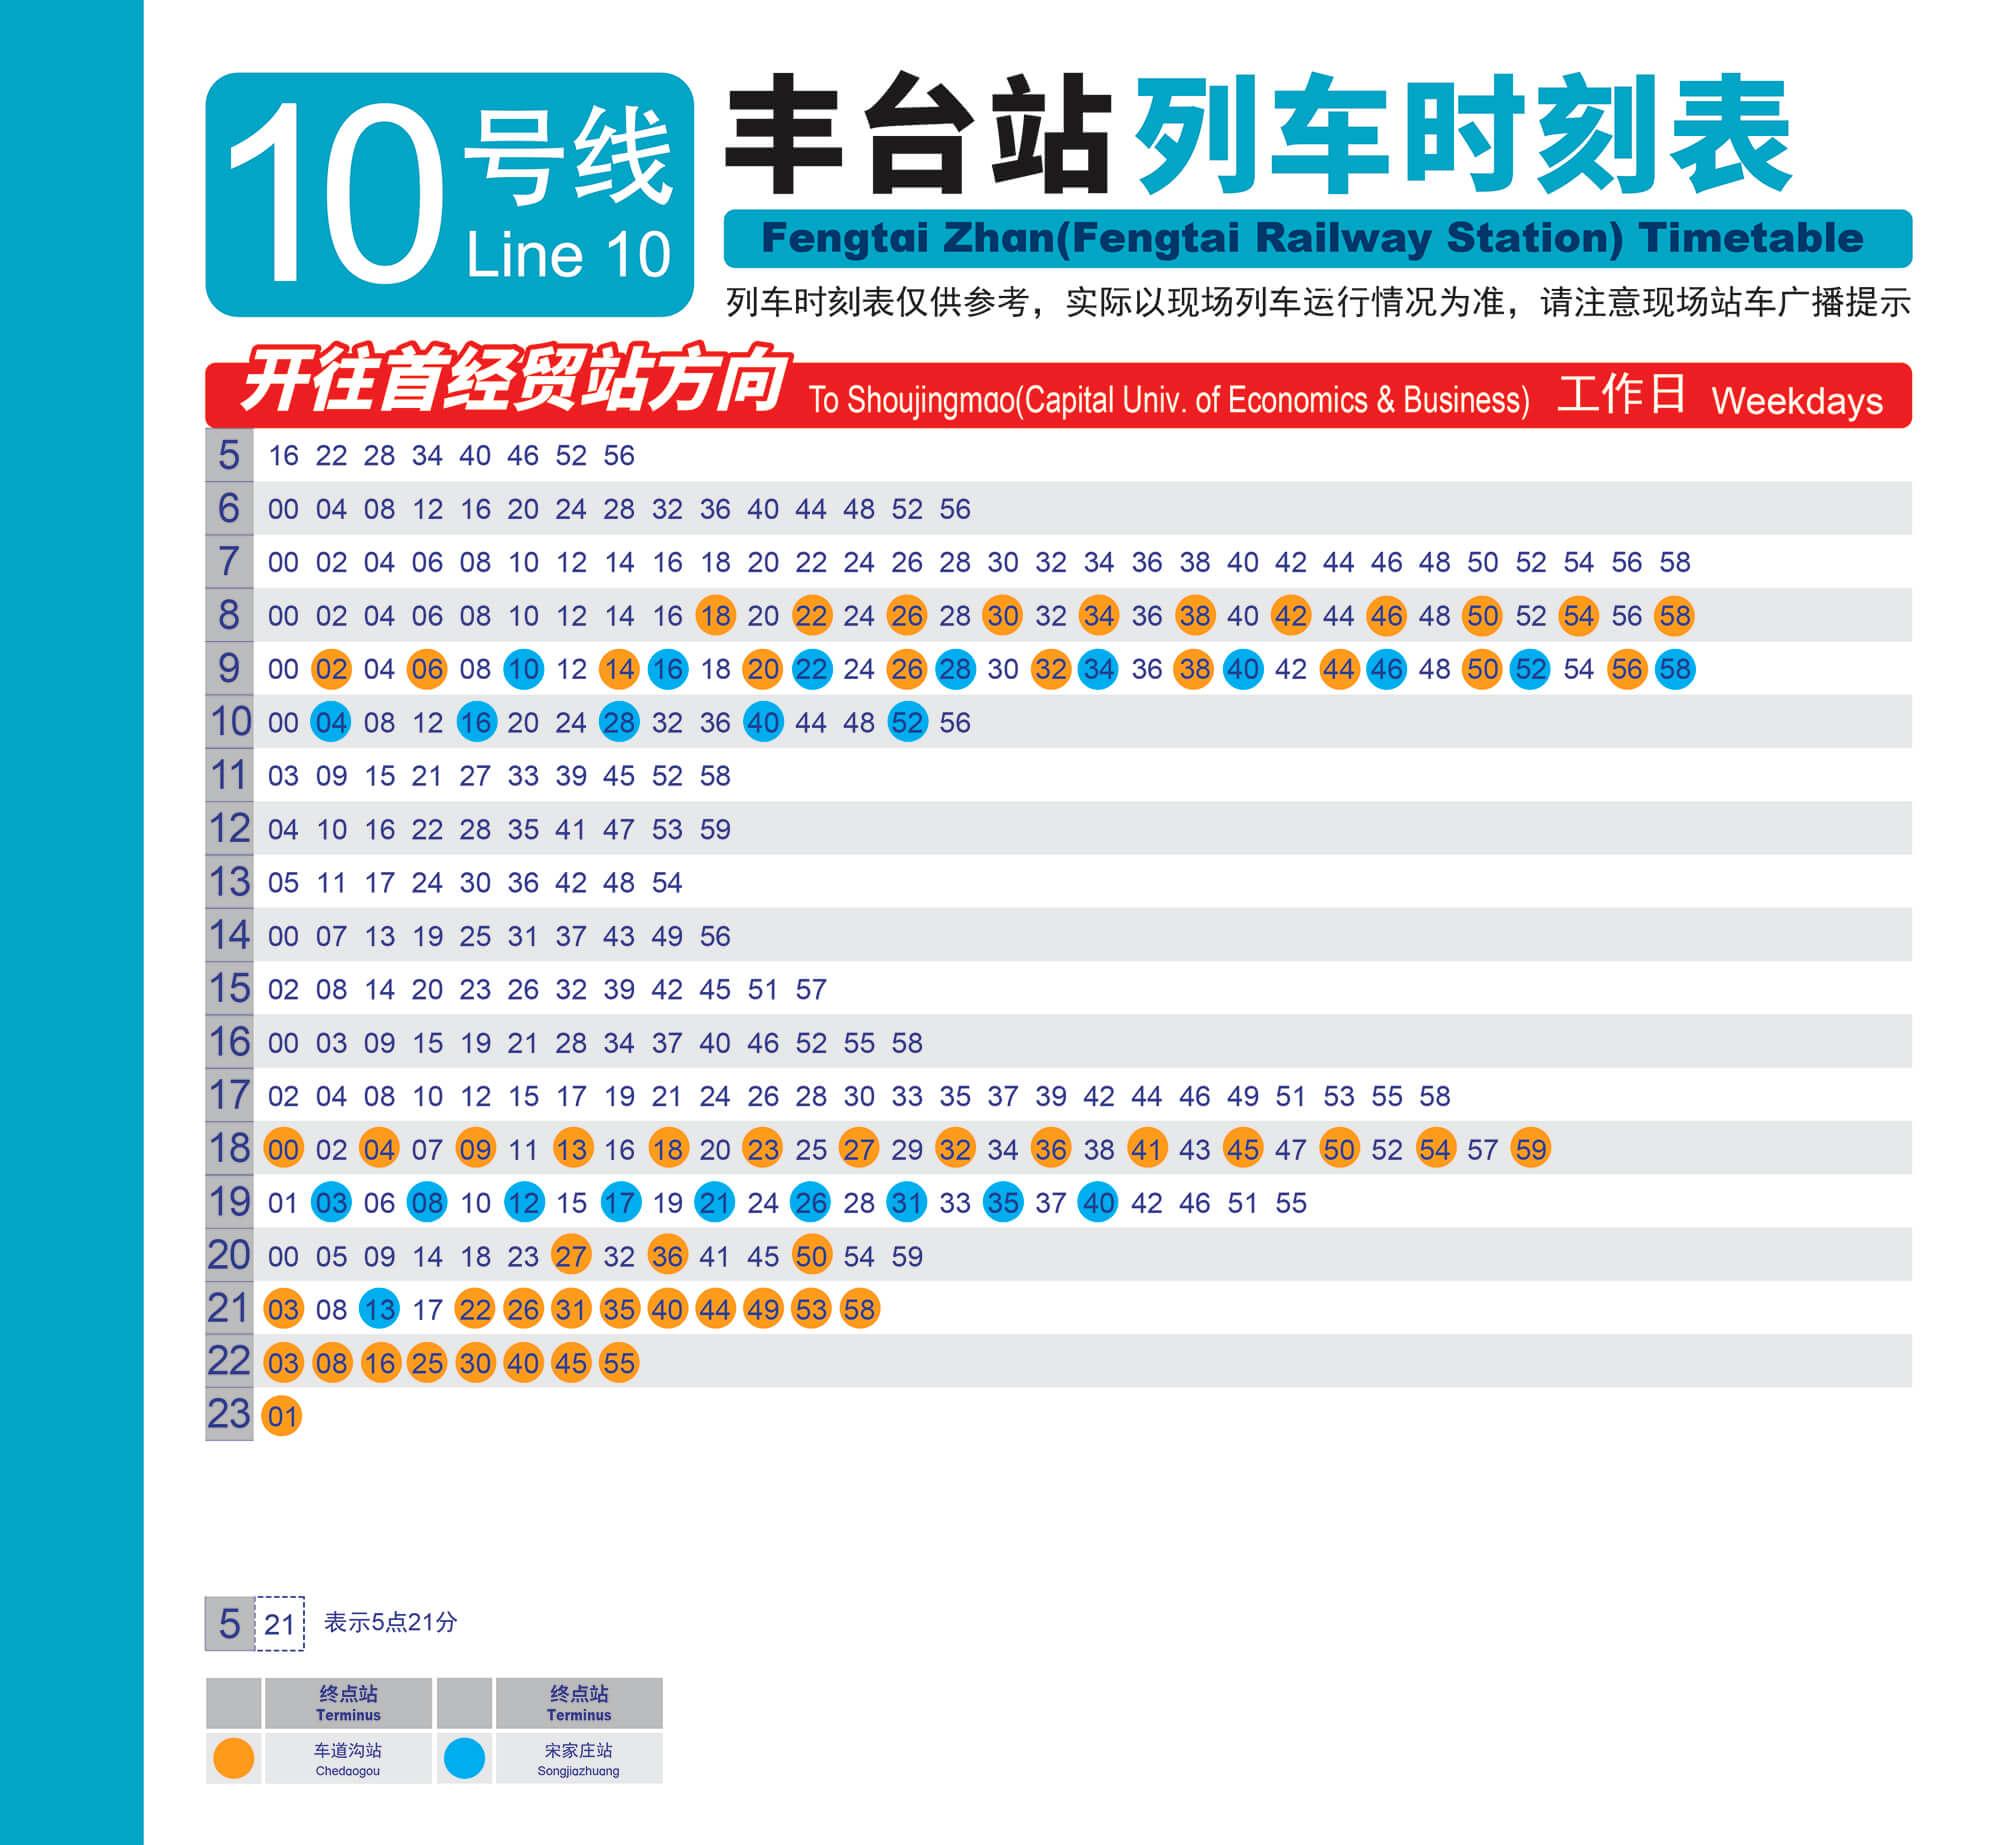 10号线
Line 10
丰台站列车时刻表
Fengtai Zhan(Fengtai Railway Station) Timetable
列车时刻表仅供参考，实际以现场列车运行情况为准，请注意现场站车广播提示
开往首经贸站方向 To Shoujingmao(Capital Univ. of Economics & Business) 工作日 Weekdays
5 16 22 28 34 40 46 52 56
6 00 04 08 12 16 20 24 28 32 36 40 44 48 52 56
7 00 02 04 06 08 10 12 14 16 18 20 22 24 26 28 30 32 34 36 38 40 42 44 46 48 50 52 54 56 58
8 00 02 04 06 08 10 12 14 16 18 20 22 24 26 28 30 32 34 36 38 40 42 44 46 48 50 52 54 56 58
9 00 02 04 06 08 10 12 14 16 18 20 22 24 26 28 30 32 34 36 38 40 42 44 46 48 50 52 54 56 58
10 00 04 08 12 16 20 24 28 32 36 40 44 48 52 56
11 03 09 15 21 27 33 39 45 52 58
12 04 10 16 22 28 35 41 47 53 59
13 05 11 17 24 30 36 42 48 54
14 00 07 13 19 25 31 37 43 49 56
15 02 08 14 20 23 26 32 39 42 45 51 57
16 00 03 09 15 19 21 28 34 37 40 46 52 55 58
17 02 04 08 10 12 15 17 19 21 24 26 28 30 33 35 37 39 42 44 46 49 51 53 55 58
18 00 02 04 07 09 11 13 16 18 20 23 25 27 29 32 34 36 38 41 43 45 47 50 52 54 57 59
19 01 03 06 08 10 12 15 17 19 21 24 26 28 31 33 35 37 40 42 46 51 55
20 00 05 09 14 18 23 27 32 36 41 45 50 54 59
21 03 08 13 17 22 26 31 35 40 44 49 53 58
22 03 08 16 25 30 40 45 55
23 01
5 21 表示5点21分
终点站 终点站
Terminus Terminus
车道沟站 宋家庄站
Chedaogou Songjiazhuang